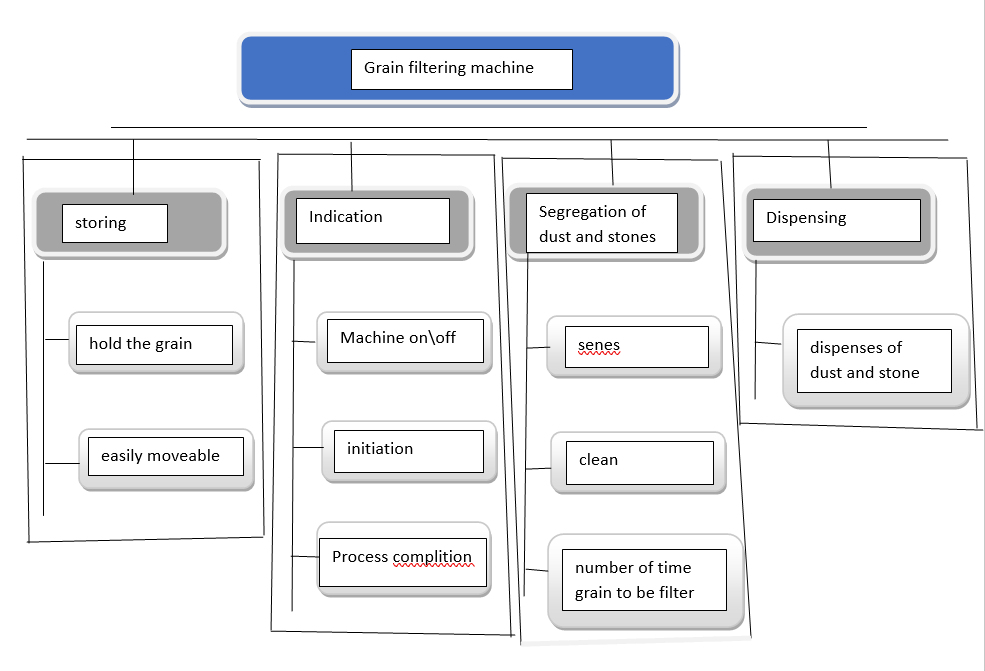 Grain filtering machine
storing
hold the grain
easily moveable
Indication
Machine on\off
initiation
Process complition
Segregation of
dust and stones
senes
clean
number of time
grain to be filter
Dispensing
dispenses of
dust and stone